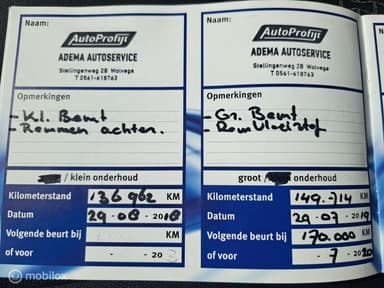 Naam:
AutoProfijt
ADEMA AUTOSERVICE
Stellingenweg 28 Wolvega
T 0561-618763
Opmerkingen
- Kl. Beurt
- Remmen achter.
/ klein onderhoud
Kilometerstand 136 962 KM
Datum 29-08-2018
Volgende beurt bij KM
of voor - - 20
Naam:
AutoProfijt
ADEMA AUTOSERVICE
Stellingenweg 28 Wolvega
T 0561-618763
Opmerkingen
- Gr. Beurt
- Remvloeistof
groot / onderhoud
Kilometerstand 149.714 KM
Datum 29-07-2019
Volgende beurt bij 170.000 KM
of voor - 7 - 2020
© mobilox